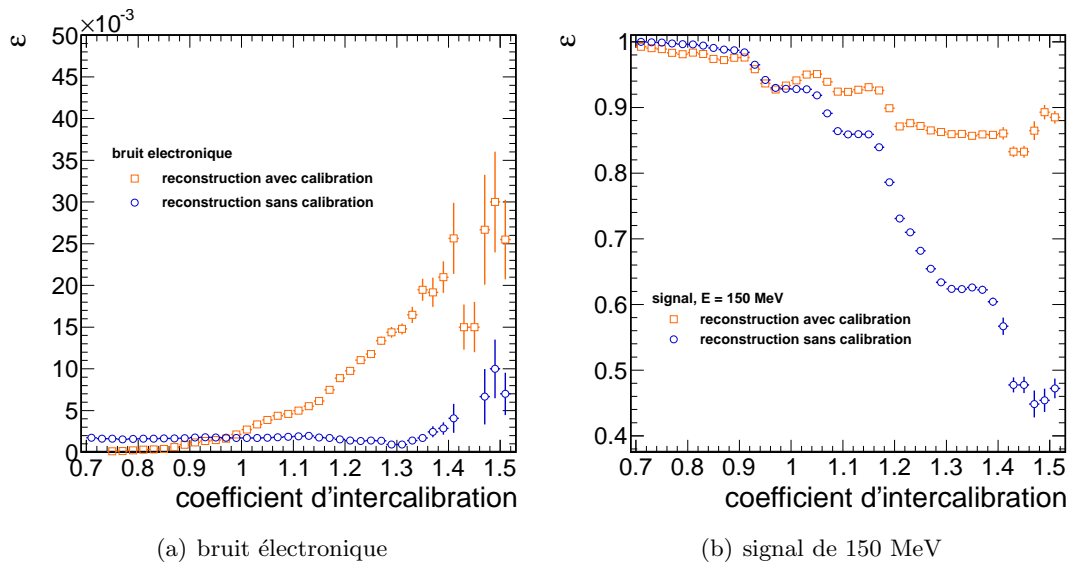 ×10⁻³
ε
50
45
40
35
30
25
20
15
10
5
0
bruit electronique
reconstruction avec calibration
reconstruction sans calibration
0.7 0.8 0.9 1 1.1 1.2 1.3 1.4 1.5
coefficient d'intercalibration
(a) bruit électronique
ε
1
0.9
0.8
0.7
0.6
0.5
0.4
signal, E = 150 MeV
reconstruction avec calibration
reconstruction sans calibration
0.7 0.8 0.9 1 1.1 1.2 1.3 1.4 1.5
coefficient d'intercalibration
(b) signal de 150 MeV